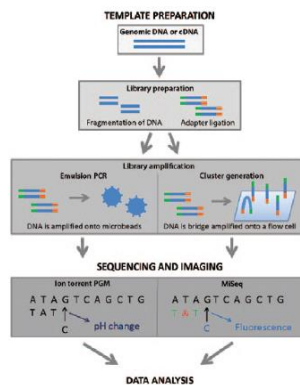 TEMPLATE PREPARATION
Genomic DNA or cDNA
Library preparation
Fragmentation of DNA
Adapter ligation
Library amplification
Emulsion PCR
Cluster generation
DNA is amplified onto microbeads
DNA is bridge amplified onto a flow cell
SEQUENCING AND IMAGING
Ion torrent PGM
MiSeq
A T A G T C A G C T G
A T A G T C A G C T G
T A T
T A T
C
pH change
C
Fluorescence
DATA ANALYSIS